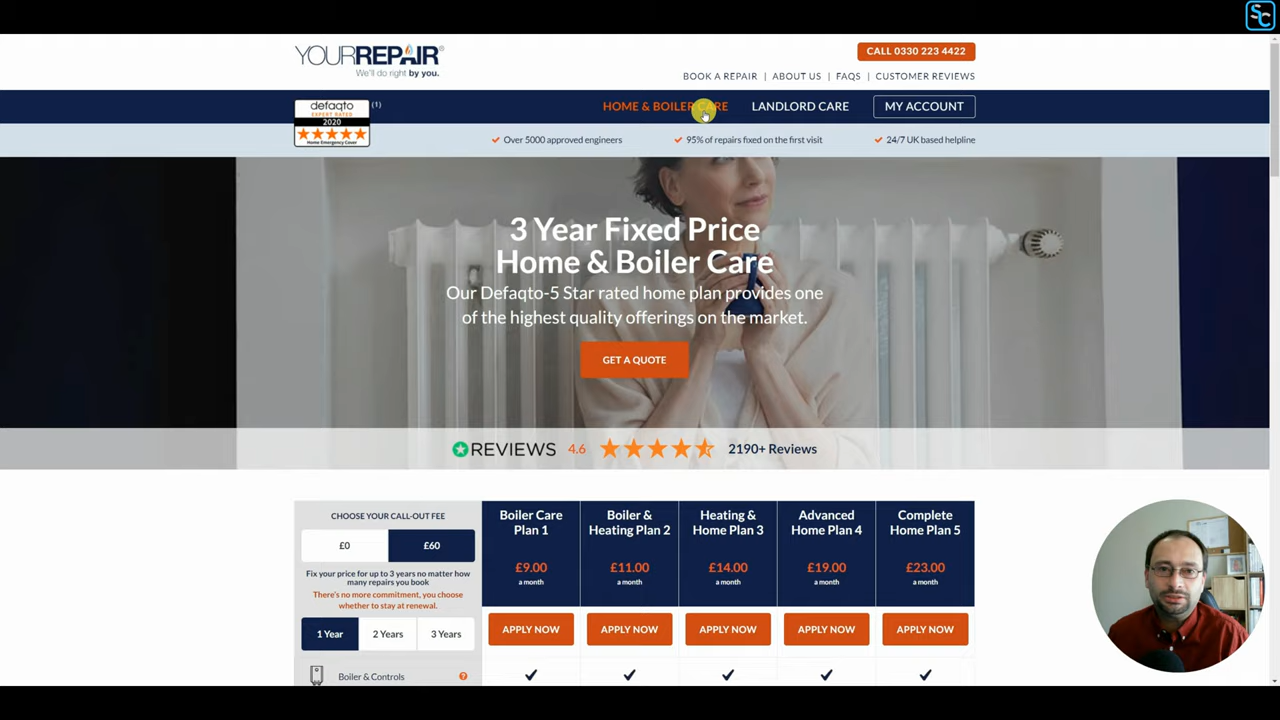 SC
YOURREPAIR
We'll do right by you.
CALL 0330 223 4422
BOOK A REPAIR | ABOUT US | FAQS | CUSTOMER REVIEWS
defaqto
EXPERT RATED
2020
Home Emergency Cover
(1)
HOME & BOILER CARE
LANDLORD CARE
MY ACCOUNT
Over 5000 approved engineers
95% of repairs fixed on the first visit
24/7 UK based helpline
3 Year Fixed Price
Home & Boiler Care
Our Defaqto-5 Star rated home plan provides one
of the highest quality offerings on the market.
GET A QUOTE
REVIEWS 4.6 2190+ Reviews
CHOOSE YOUR CALL-OUT FEE
£0 £60
Fix your price for up to 3 years no matter how
many repairs you book
There's no more commitment, you choose
whether to stay at renewal.
1 Year 2 Years 3 Years
Boiler & Controls ?
Boiler Care
Plan 1
£9.00
a month
APPLY NOW
Boiler &
Heating Plan 2
£11.00
a month
APPLY NOW
Heating &
Home Plan 3
£14.00
a month
APPLY NOW
Advanced
Home Plan 4
£19.00
a month
APPLY NOW
Complete
Home Plan 5
£23.00
a month
APPLY NOW